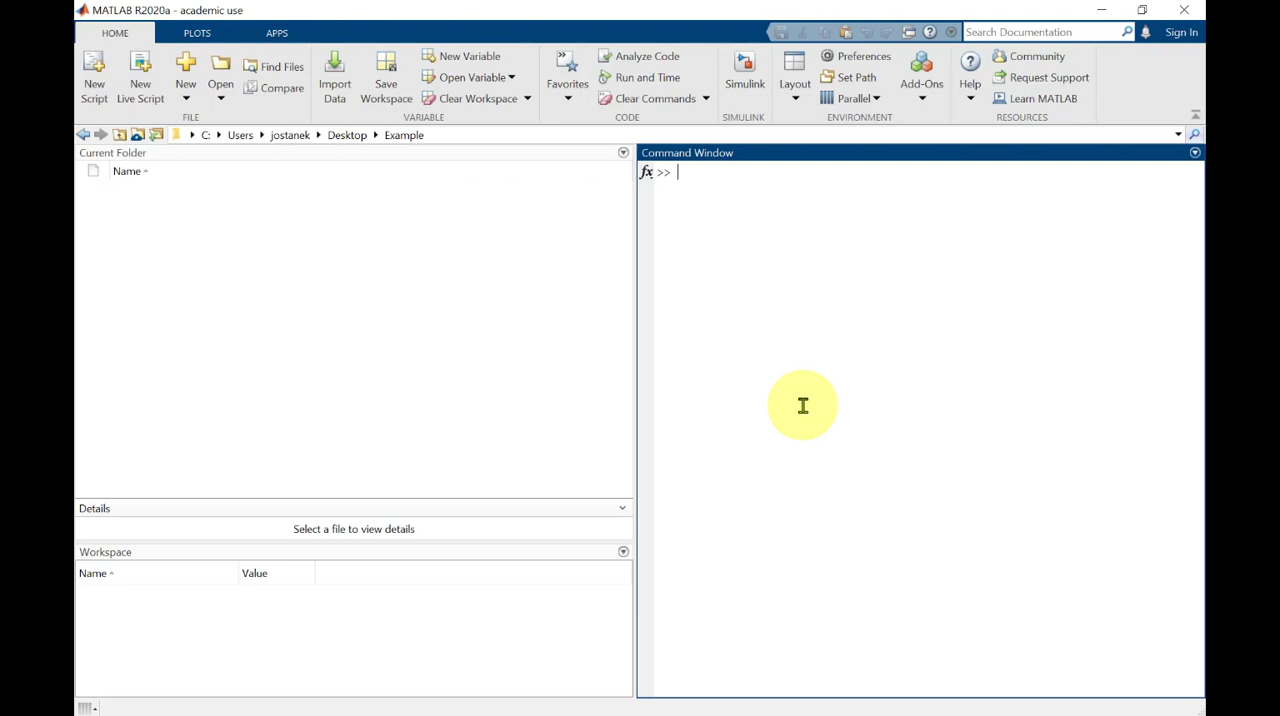 MATLAB R2020a - academic use
HOME PLOTS APPS
Search Documentation Sign In
New Script
New Live Script
New
Open
Find Files
Compare
FILE
Import Data
Save Workspace
New Variable
Open Variable
Clear Workspace
VARIABLE
Favorites
Analyze Code
Run and Time
Clear Commands
CODE
Simulink
SIMULINK
Layout
Preferences
Set Path
Parallel
Add-Ons
ENVIRONMENT
Help
Community
Request Support
Learn MATLAB
RESOURCES
C: Users jostanek Desktop Example
Current Folder
Name
Details
Select a file to view details
Workspace
Name Value
Command Window
fx >>